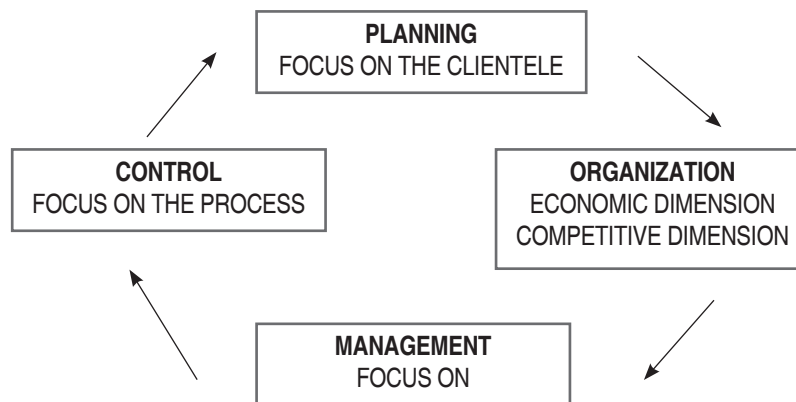 PLANNING
FOCUS ON THE CLIENTELE
CONTROL
FOCUS ON THE PROCESS
ORGANIZATION
ECONOMIC DIMENSION
COMPETITIVE DIMENSION
MANAGEMENT
FOCUS ON